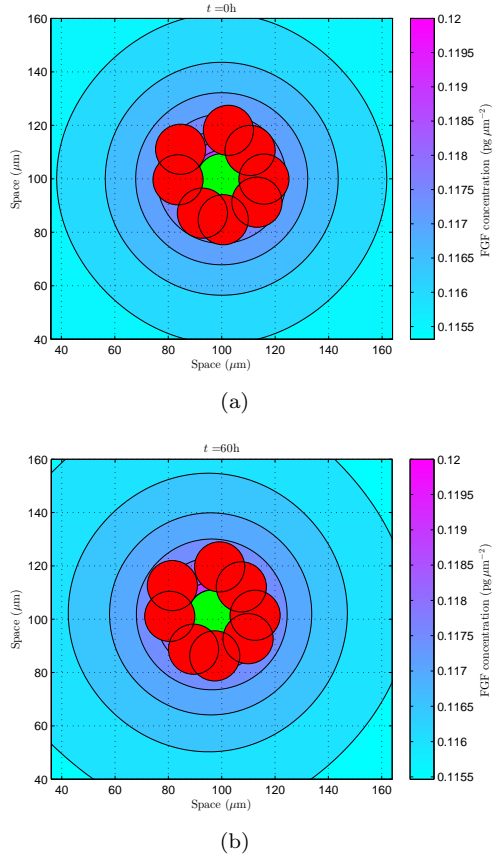 t =0h
160
140
120
100
80
60
40
40 60 80 100 120 140 160
Space (μm)
Space (μm)
0.12
0.1195
0.119
0.1185
0.118
0.1175
0.117
0.1165
0.116
0.1155
FGF concentration (pg μm⁻²)
(a)
t =60h
160
140
120
100
80
60
40
40 60 80 100 120 140 160
Space (μm)
Space (μm)
0.12
0.1195
0.119
0.1185
0.118
0.1175
0.117
0.1165
0.116
0.1155
FGF concentration (pg μm⁻²)
(b)